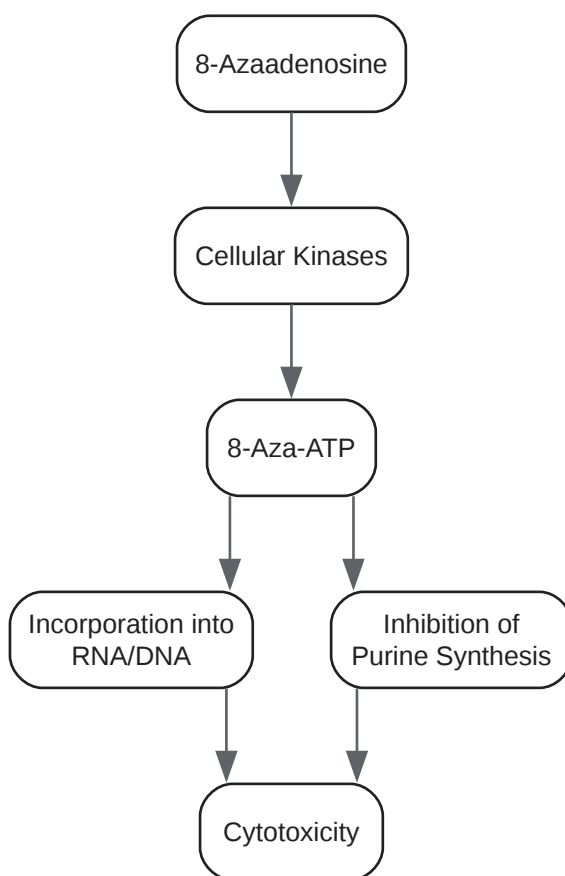 8-Azaadenosine
Cellular Kinases
8-Aza-ATP
Incorporation into
RNA/DNA
Inhibition of
Purine Synthesis
Cytotoxicity